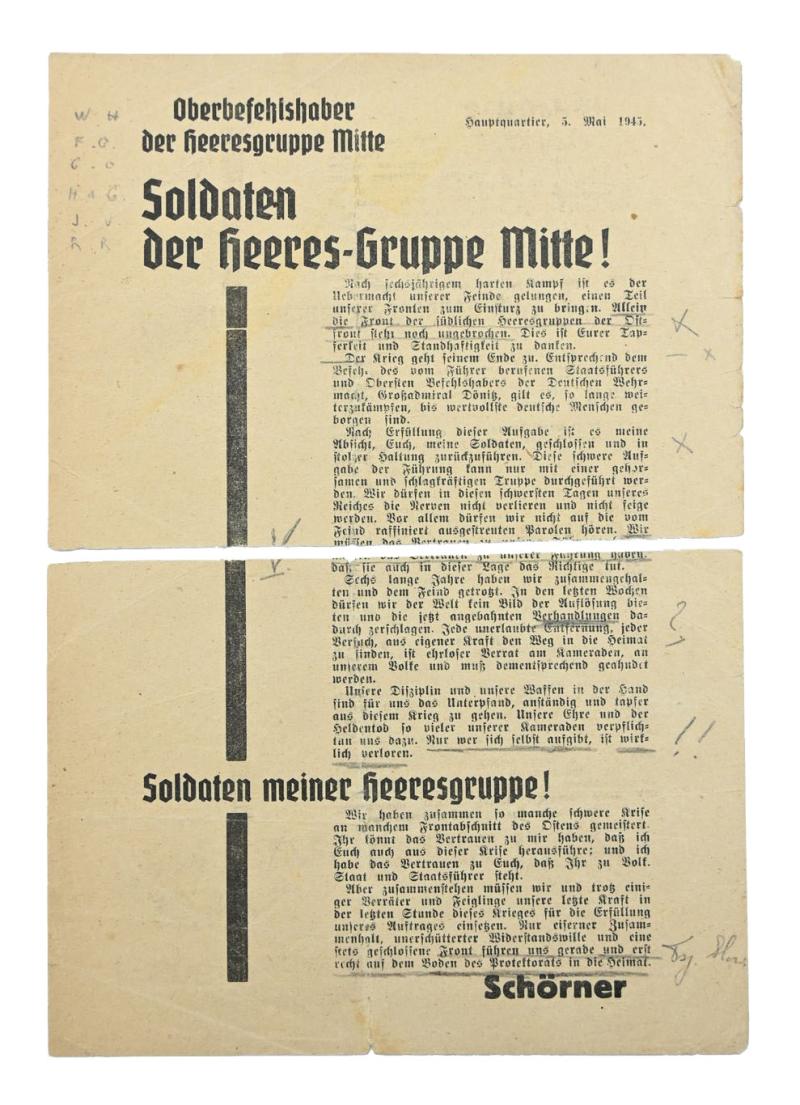 Oberbefehlshaber
der Heeresgruppe Mitte
Hauptquartier, 5. Mai 1945.
W H
F. O.
G. O
H u G.
J. V
R R
Soldaten
der Heeres-Gruppe Mitte!
Nach sechsjährigem harten Kampf ist es der
Uebermacht unserer Feinde gelungen, einen Teil
unserer Fronten zum Einsturz zu bring.n. Allein
die Front der südlichen Heeresgruppen der Ost-
front steht noch ungebrochen. Dies ist Eurer Tap-
ferkeit und Standhaftigkeit zu danken.
Der Krieg geht seinem Ende zu. Entsprechend dem
Befeh. des vom Führer berufenen Staatsführers
und Obersten Befehlshabers der Deutschen Wehr-
macht, Großadmiral Dönitz, gilt es, so lange wei-
terzukämpfen, bis wertvollste deutsche Menschen ge-
borgen sind.
Nach Erfüllung dieser Aufgabe ist es meine
Absicht, Euch, meine Soldaten, geschlossen und in
stolzer Haltung zurückzuführen. Diese schwere Auf-
gabe der Führung kann nur mit einer gehor-
samen und schlagkräftigen Truppe durchgeführt wer-
den. Wir dürfen in diesen schwersten Tagen unseres
Reiches die Nerven nicht verlieren und nicht feige
werden. Vor allem dürfen wir nicht auf die vom
Feind raffiniert ausgestreuten Parolen hören. Wir
müssen das Vertrauen zu unserer Führung haben,
daß sie auch in dieser Lage das Richtige tut.
Sechs lange Jahre haben wir zusammengehal-
ten und dem Feind getrotzt. In den letzten Wochen
dürfen wir der Welt kein Bild der Auflösung bie-
ten und die jetzt angebahnten Verhandlungen da-
durch zerschlagen. Jede unerlaubte Entfernung, jeder
Versuch, aus eigener Kraft den Weg in die Heimat
zu finden, ist ehrloser Verrat am Kameraden, an
unserem Volke und muß dementsprechend geahndet
werden.
Unsere Disziplin und unsere Waffen in der Hand
sind für uns das Unterpfand, anständig und tapfer
aus diesem Krieg zu gehen. Unsere Ehre und der
Heldentod so vieler unserer Kameraden verpflich-
ten uns dazu. Nur wer sich selbst aufgibt, ist wirk-
lich verloren.
Soldaten meiner Heeresgruppe!
Wir haben zusammen so manche schwere Krise
an manchem Frontabschnitt des Ostens gemeistert.
Ihr könnt das Vertrauen zu mir haben, daß ich
Euch auch aus dieser Krise herausführe; und ich
habe das Vertrauen zu Euch, daß Ihr zu Volk.
Staat und Staatsführer steht.
Aber zusammenstehen müssen wir und trotz eini-
ger Verräter und Feiglinge unsere letzte Kraft in
der letzten Stunde dieses Krieges für die Erfüllung
unseres Auftrages einsetzen. Nur eiserner Zusam-
menhalt, unerschütterter Widerstandswille und eine
stets geschlossene Front führen uns gerade und erst
recht auf dem Boden des Protektorats in die Heimat.
Schörner